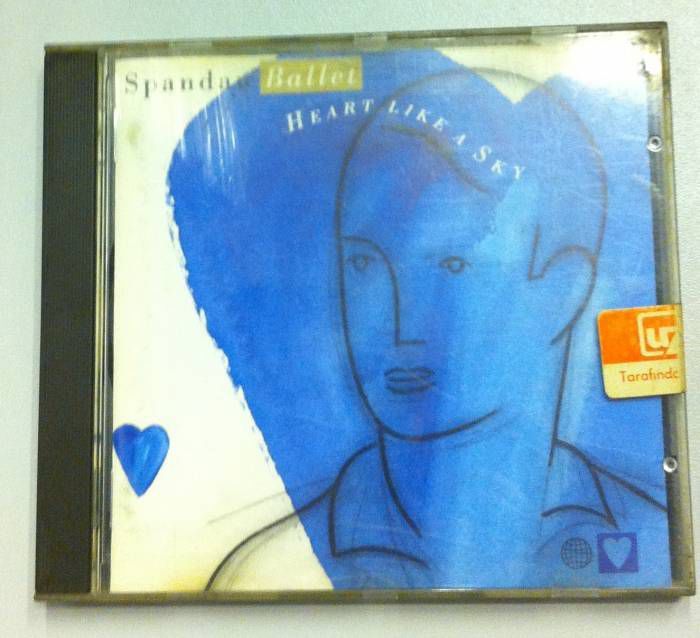 Spandau Ballet
HEART LIKE A SKY
Tarafında